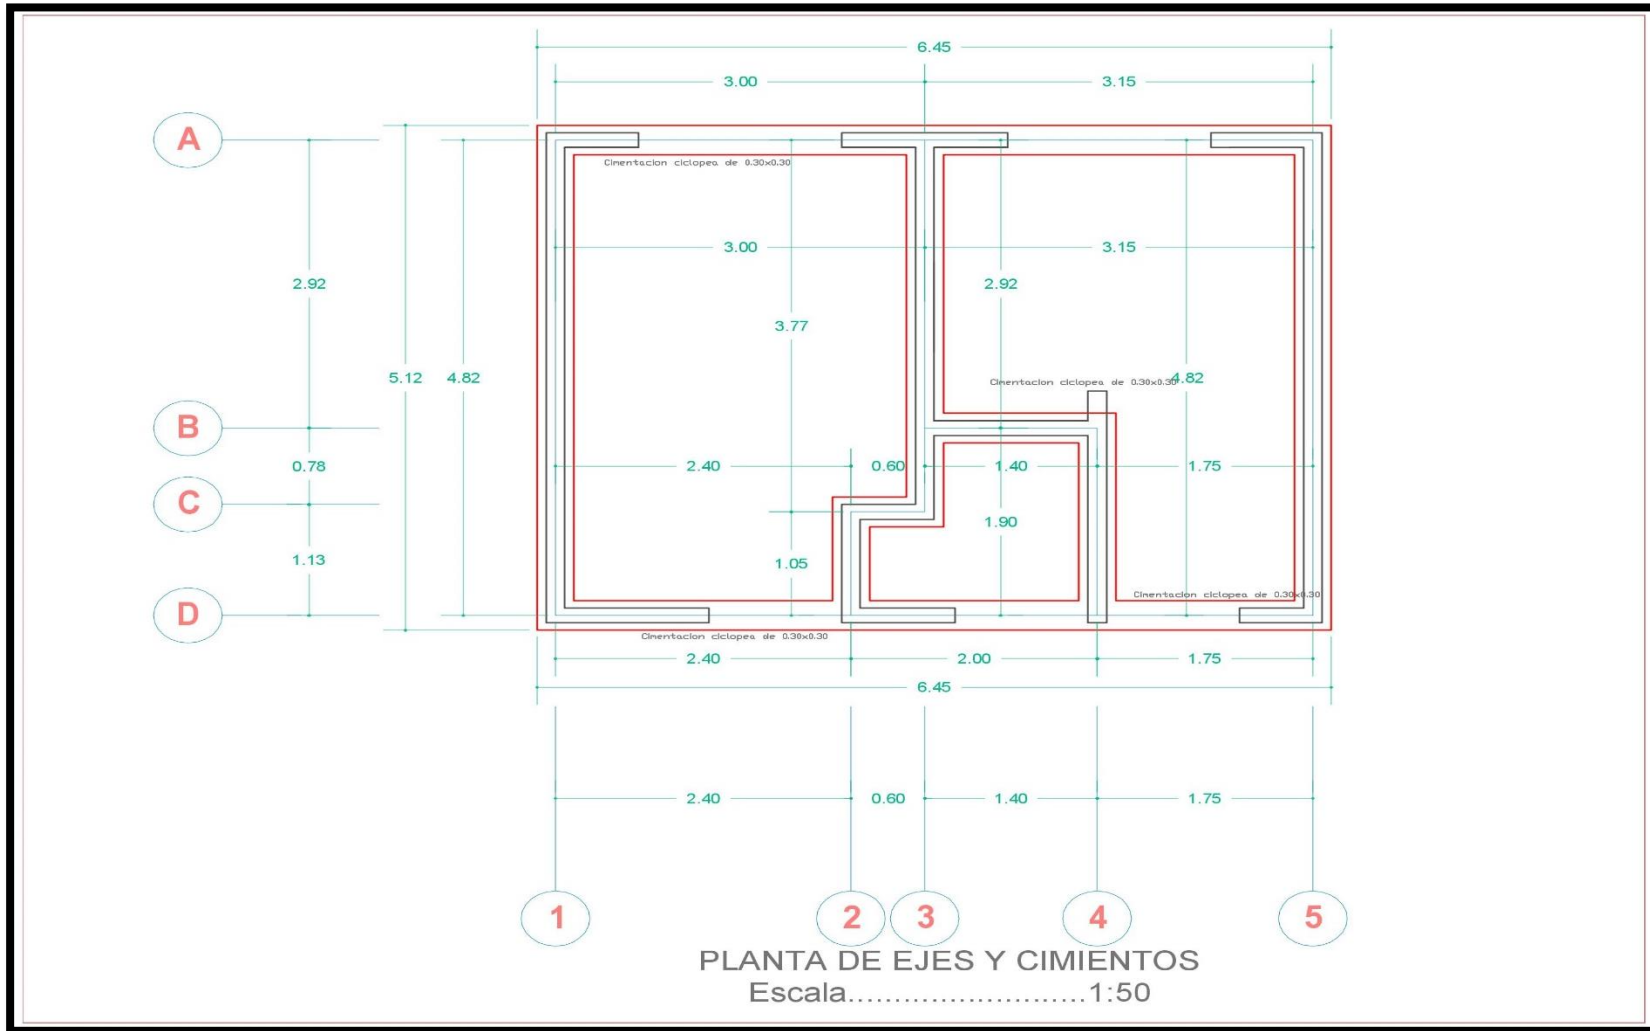 6.45
3.00 3.15
A
Cimentacion ciclopea de 0.30x0.30
3.00 3.15
2.92 2.92
3.77
5.12 4.82 4.82
Cimentacion ciclopea de 0.30x0.30
B
0.78 2.40 0.60 1.40 1.75
C
1.90
1.13 1.05
Cimentacion ciclopea de 0.30x0.30
D
Cimentacion ciclopea de 0.30x0.30
2.40 2.00 1.75
6.45
2.40 0.60 1.40 1.75
1 2 3 4 5
PLANTA DE EJES Y CIMIENTOS
Escala..........................1:50